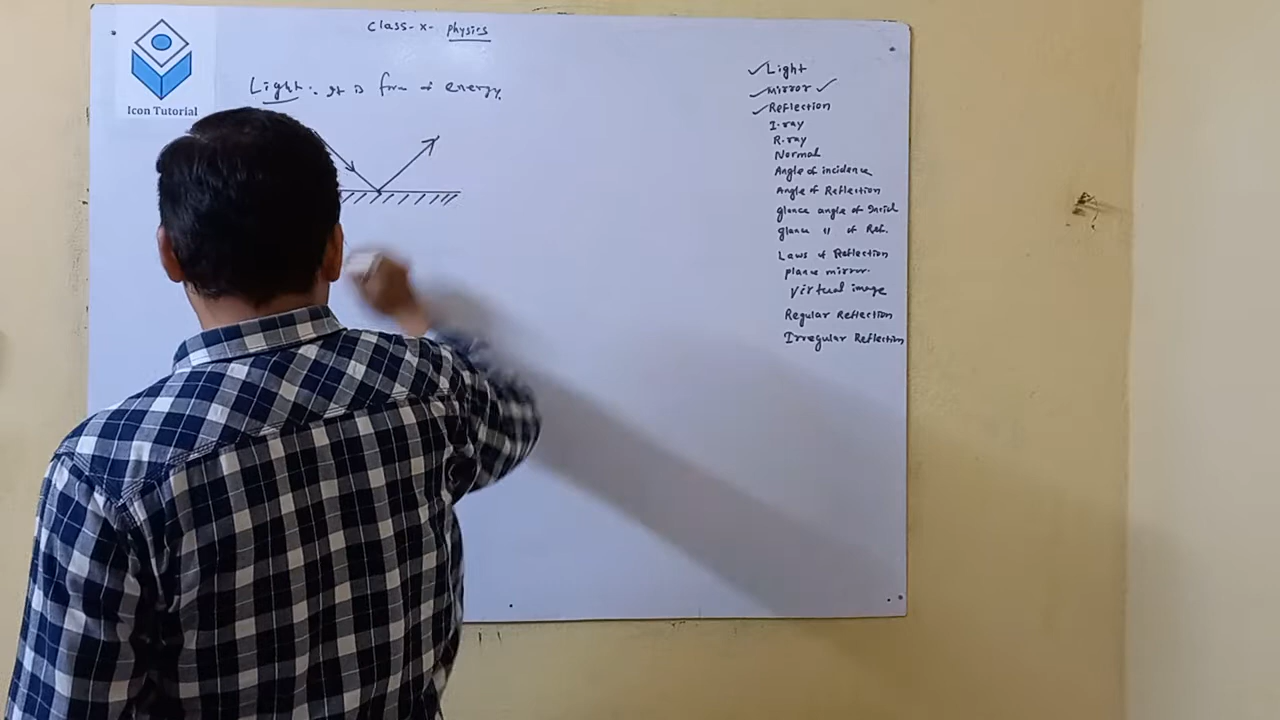 Class-X- Physics
Icon Tutorial
Light :- It is form of energy.
Light
Mirror
Reflection
I.ray
R.ray
Normal
Angle of incidence
Angle of Reflection
glance angle of Incid
glance 11 of Ref.
Laws of Reflection
plane mirror.
Virtual image
Regular Reflection
Irregular Reflection